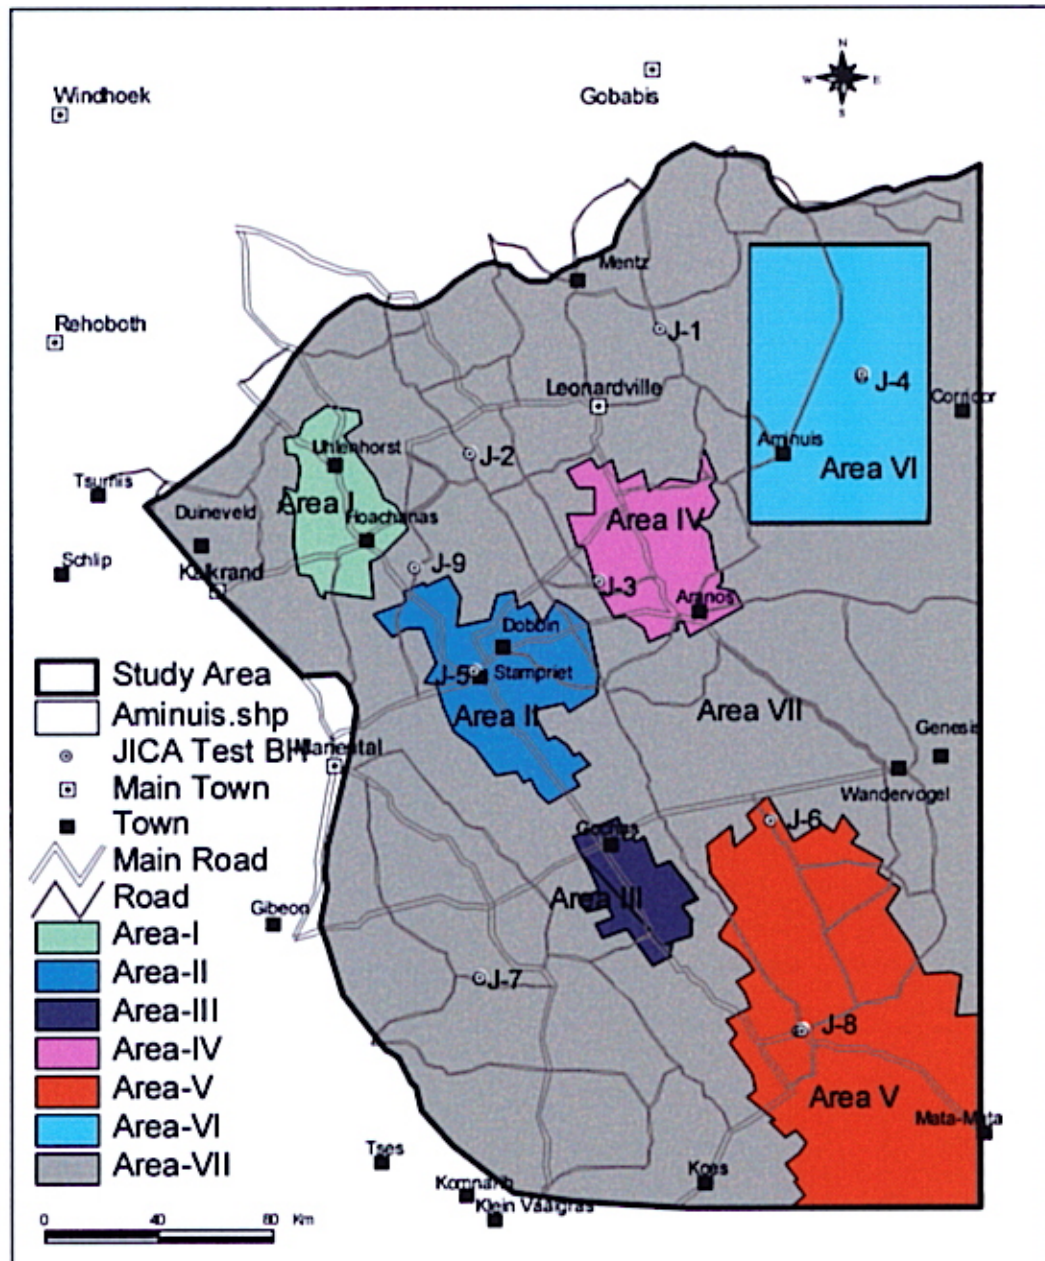 N
W E
S
Windhoek
Gobabis
Mentz
Rehoboth
J-1
Leonardville
J-4
Corridor
Uhlenhorst
J-2
Aminuis
Area VI
Tsumis
Area I
Area IV
Duineveld
Hoachanas
Schlip
Kalkrand
J-9
J-3
Aranos
Dobbin
J-5
Stampriet
Area II
Area VII
Genesis
Mariental
Wandervogel
J-6
Gochas
Area III
Gibeon
J-7
J-8
Area V
Mata-Mata
Tses
Koes
Klein Vaalgras
Study Area
Aminuis.shp
JICA Test BH
Main Town
Town
Main Road
Road
Area-I
Area-II
Area-III
Area-IV
Area-V
Area-VI
Area-VII
0 40 80 Km